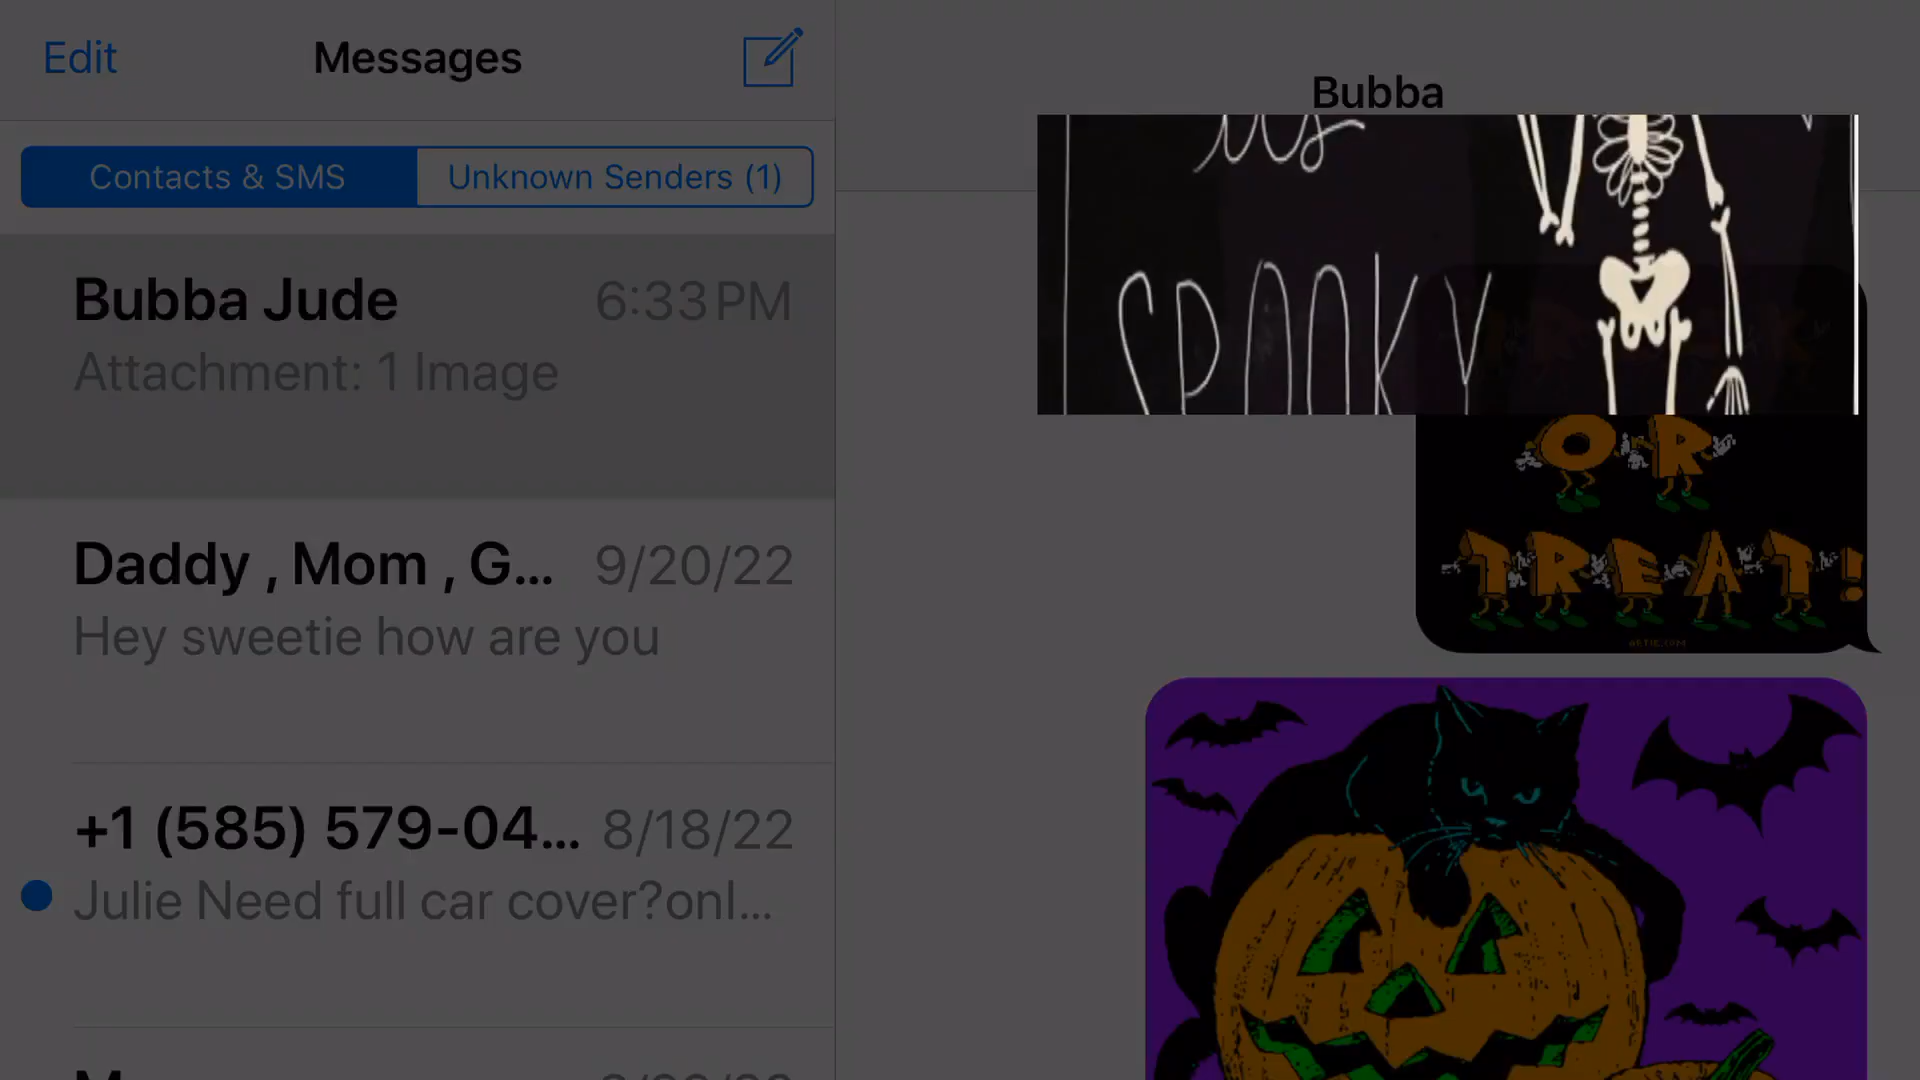 Edit
Messages
Bubba
its
Contacts & SMS
Unknown Senders (1)
SPOOKY
Bubba Jude
6:33 PM
Attachment: 1 Image
OR
TREAT!
Daddy , Mom , G...
9/20/22
Hey sweetie how are you
+1 (585) 579-04...
8/18/22
Julie Need full car cover?onl...